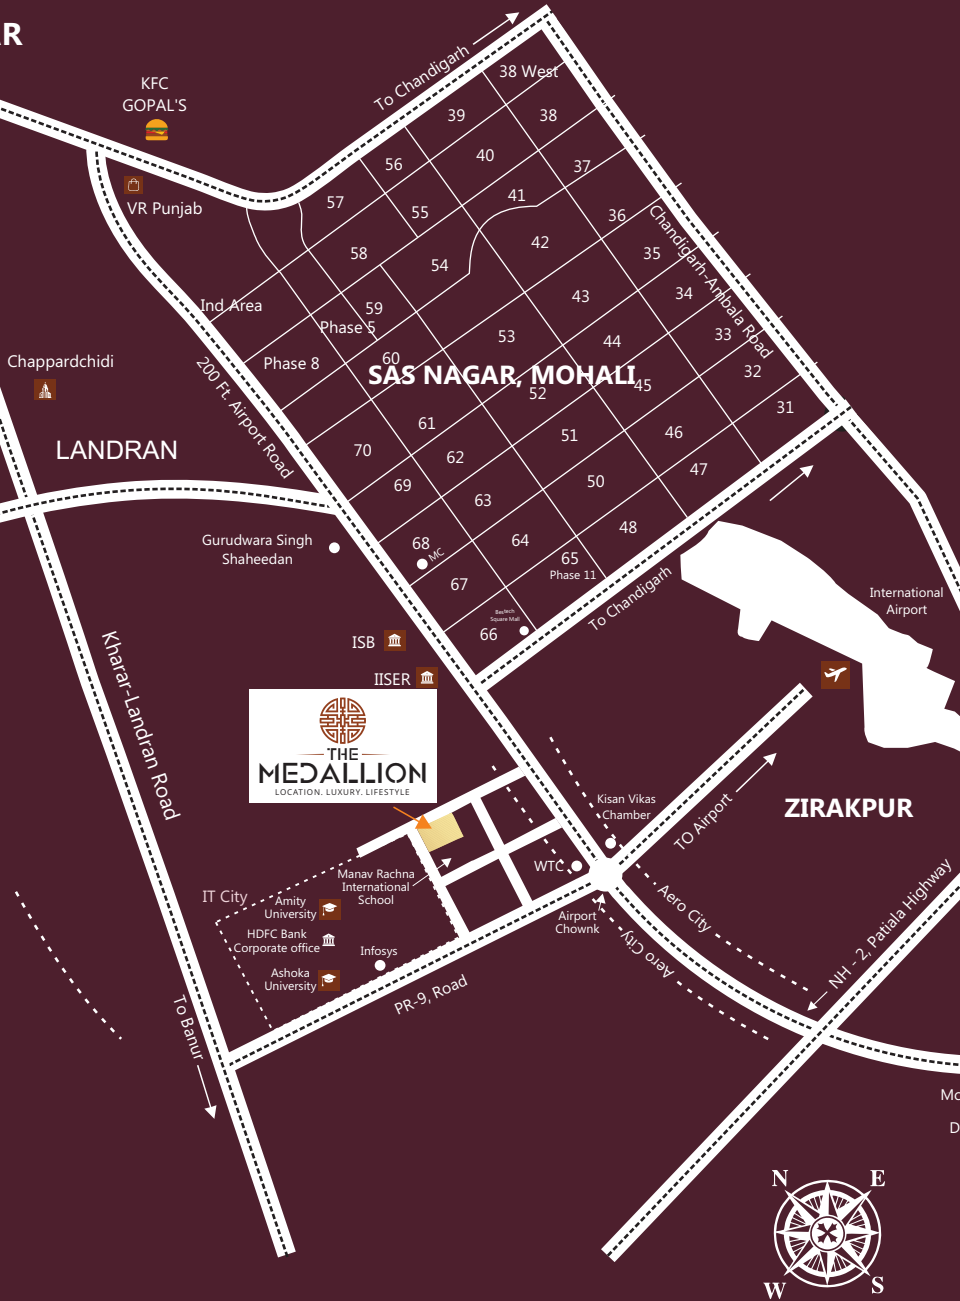 AR
KFC
GOPAL'S
VR Punjab
To Chandigarh
38 West
39
38
56
40
37
57
55
41
36
58
54
42
35
Ind Area
59
43
34
Phase 5
53
44
33
Phase 8
60
SAS NAGAR, MOHALI
52
45
32
31
61
51
46
70
62
50
47
69
63
48
68
MC
64
65
Phase 11
67
66
Bestech
Square Mall
Chandigarh-Ambala Road
Chappardchidi
200 Ft. Airport Road
LANDRAN
Gurudwara Singh
Shaheedan
To Chandigarh
International
Airport
ISB
IISER
Kharar-Landran Road
THE
MEDALLION
LOCATION. LUXURY. LIFESTYLE
Kisan Vikas
Chamber
TO Airport
ZIRAKPUR
WTC
Manav Rachna
International
School
IT City
Amity
University
HDFC Bank
Corporate office
Infosys
Ashoka
University
Airport
Chownk
Aero City
Aero City
NH - 2, Patiala Highway
PR-9, Road
To Banur
Mo
D
N
E
W
S